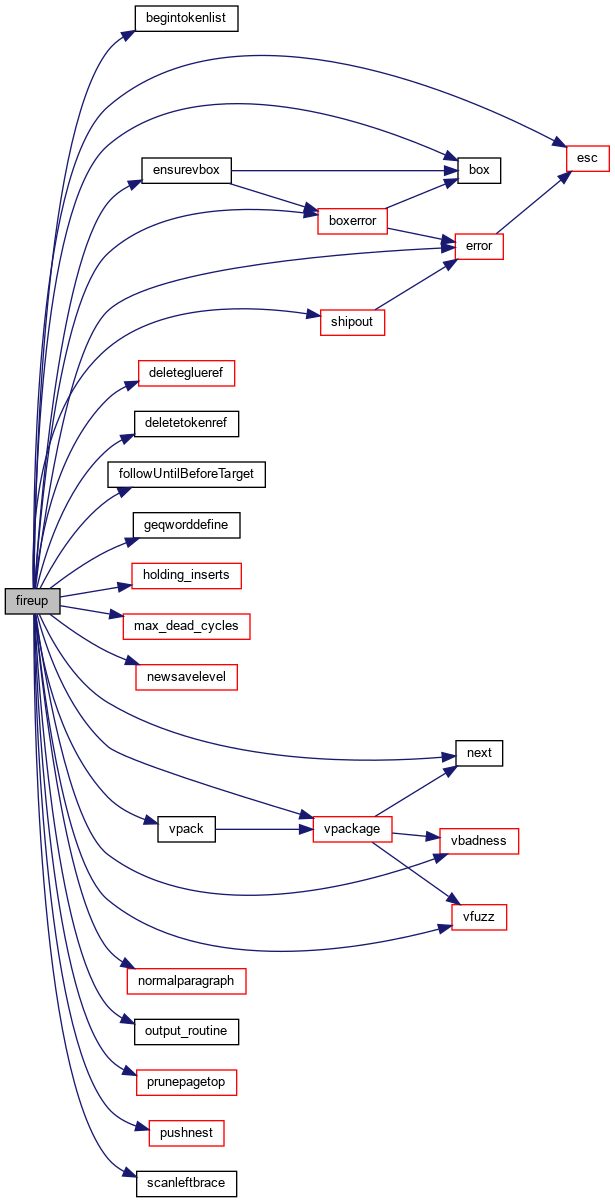 begintokenlist
esc
ensurevbox
box
boxerror
error
shipout
deleteglueref
deletetokenref
followUntilBeforeTarget
geqworddefine
holding_inserts
fireup
max_dead_cycles
newsavelevel
next
vpack
vpackage
vbadness
vfuzz
normalparagraph
output_routine
prunepagetop
pushnest
scanleftbrace